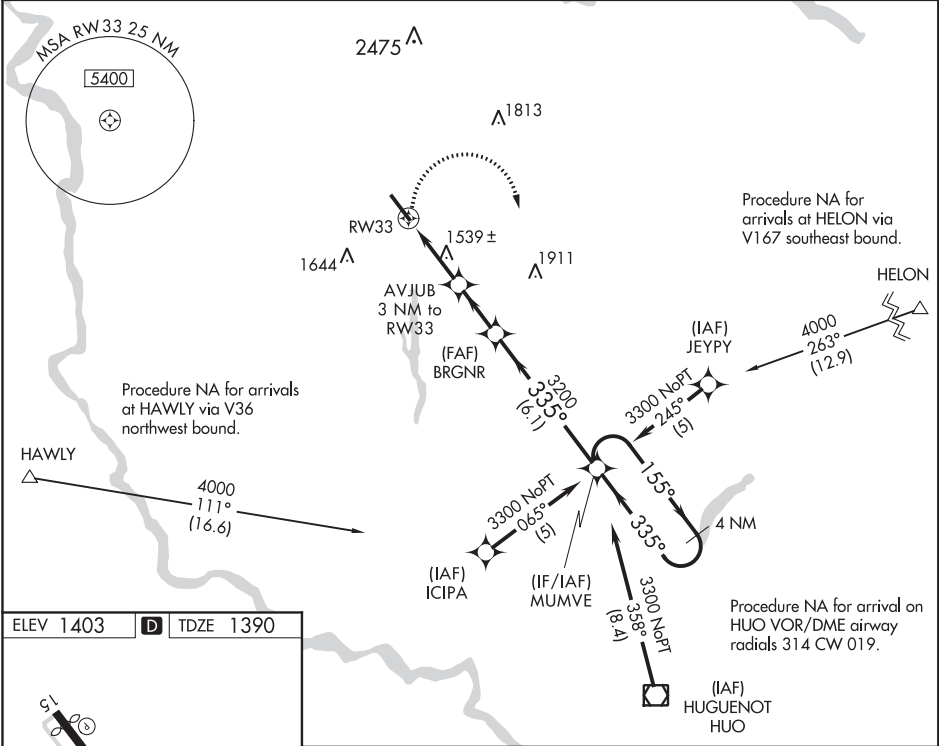 MSA RW33 25 NM
5400
2475
1813
RW33
1539 ±
1644
1911
AVJUB
3 NM to
RW33
(FAF)
BRGNR
Procedure NA for
arrivals at HELON via
V167 southeast bound.
HELON
4000
263°
(12.9)
(IAF)
JEYPY
3300 NoPT
245°
(5)
3200
335°
(6.1)
Procedure NA for arrivals
at HAWLY via V36
northwest bound.
HAWLY
4000
111°
(16.6)
3300 NoPT
065°
(5)
155°
335°
4 NM
(IAF)
ICIPA
(IF/IAF)
MUMVE
3300 NoPT
358°
(8.4)
Procedure NA for arrival on
HUO VOR/DME airway
radials 314 CW 019.
(IAF)
HUGUENOT
HUO
ELEV 1403 D TDZE 1390
15
P